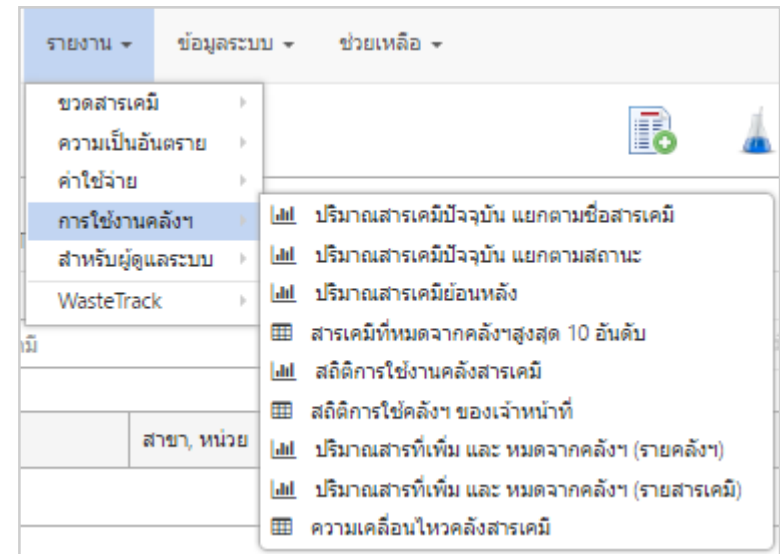 รายงาน ข้อมูลระบบ ช่วยเหลือ
ขวดสารเคมี
ความเป็นอันตราย
ค่าใช้จ่าย
การใช้งานคลังฯ
สำหรับผู้ดูแลระบบ
WasteTrack
ปริมาณสารเคมีปัจจุบัน แยกตามชื่อสารเคมี
ปริมาณสารเคมีปัจจุบัน แยกตามสถานะ
ปริมาณสารเคมีย้อนหลัง
สารเคมีที่หมดจากคลังฯสูงสุด 10 อันดับ
สถิติการใช้งานคลังสารเคมี
สถิติการใช้คลังฯ ของเจ้าหน้าที่
ปริมาณสารที่เพิ่ม และ หมดจากคลังฯ (รายคลังฯ)
ปริมาณสารที่เพิ่ม และ หมดจากคลังฯ (รายสารเคมี)
ความเคลื่อนไหวคลังสารเคมี
สาขา, หน่วย